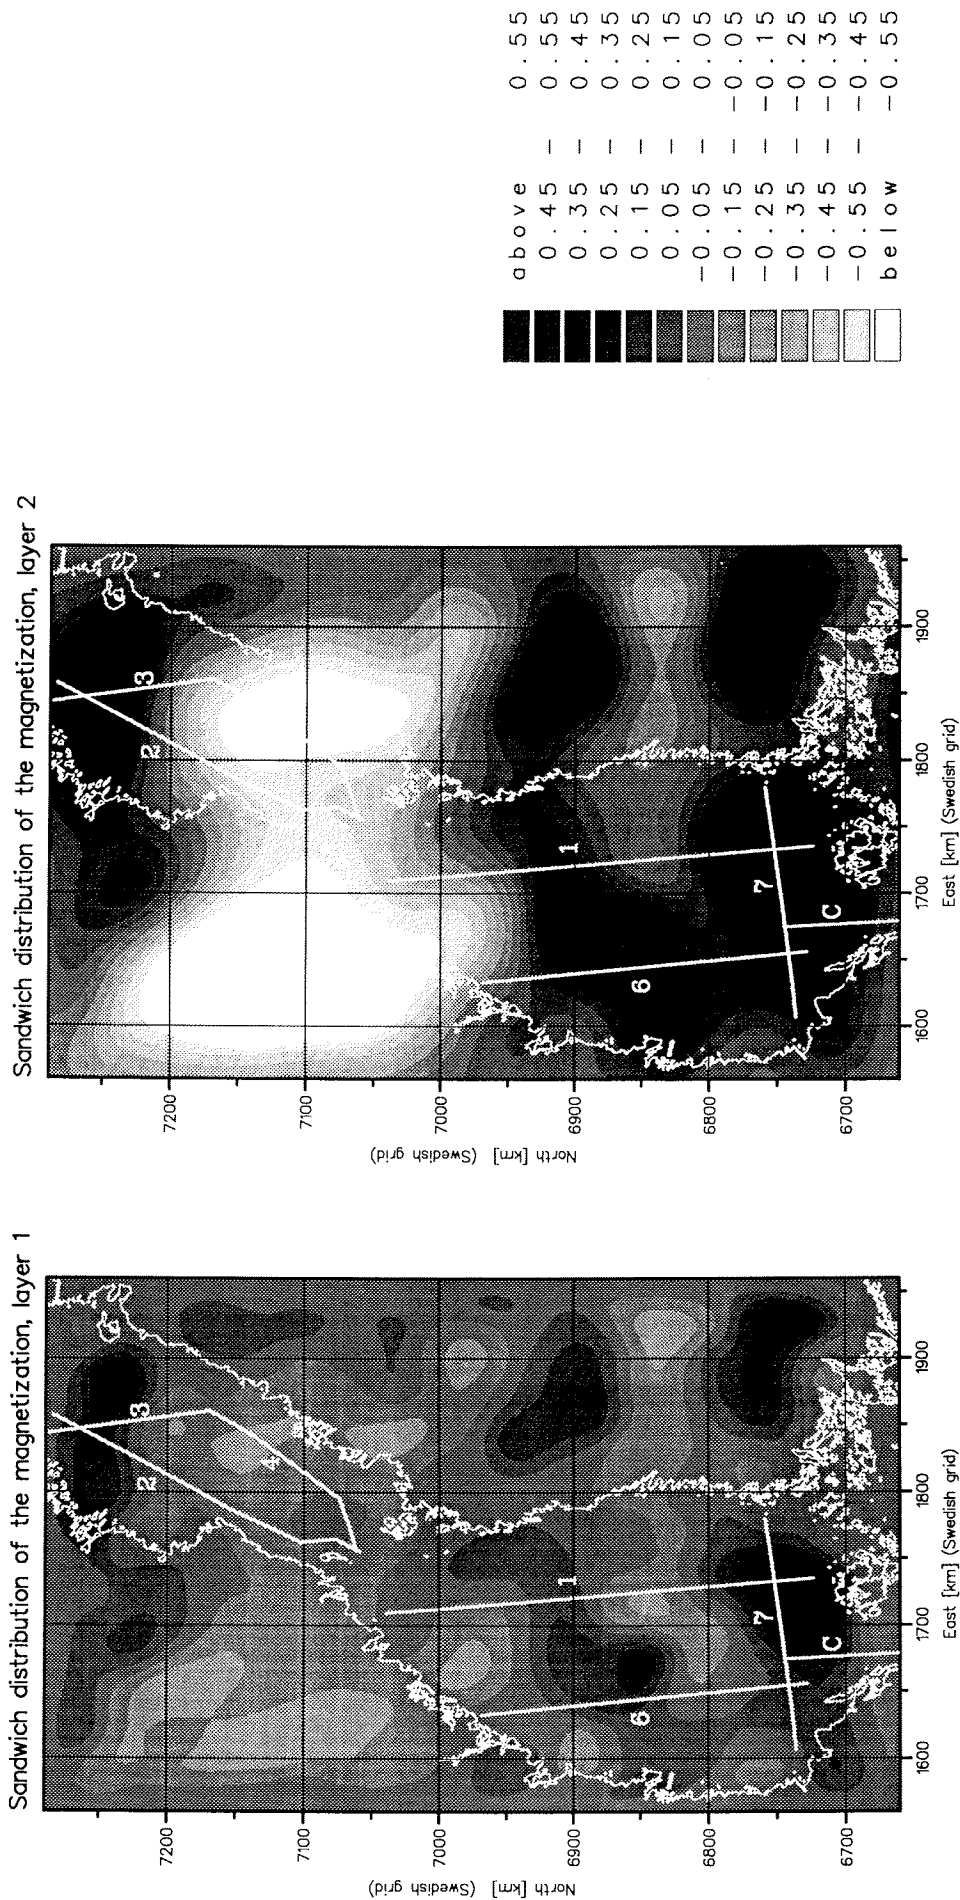 Sandwich distribution of the magnetization, layer 1
North [km] (Swedish grid)
7200
7100
7000
6900
6800
6700
1600
1700
1800
1900
East [km] (Swedish grid)
1
2
3
4
6
7
C
Sandwich distribution of the magnetization, layer 2
North [km] (Swedish grid)
7200
7100
7000
6900
6800
6700
1600
1700
1800
1900
East [km] (Swedish grid)
1
2
3
6
7
C
above 0.55
0.45 – 0.55
0.35 – 0.45
0.25 – 0.35
0.15 – 0.25
0.05 – 0.15
–0.05 – 0.05
–0.15 – –0.05
–0.25 – –0.15
–0.35 – –0.25
–0.45 – –0.35
–0.55 – –0.45
below –0.55